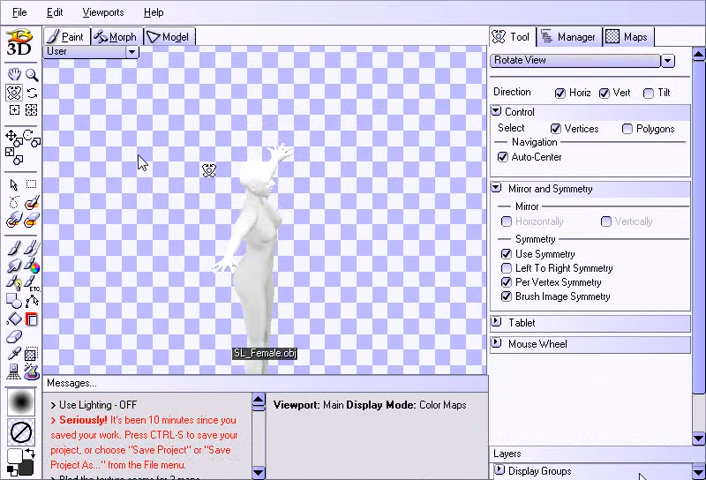 File Edit Viewports Help
3D
Paint Morph Model
Tool Manager Maps
User
Rotate View
Direction Horiz Vert Tilt
Control
Select Vertices Polygons
Navigation
Auto-Center
Mirror and Symmetry
Mirror
Horizontally Vertically
Symmetry
Use Symmetry
Left To Right Symmetry
Per Vertex Symmetry
Brush Image Symmetry
Tablet
Mouse Wheel
SL_Female.obj
ETC
Messages...
> Use Lighting - OFF
> Seriously! It's been 10 minutes since you
saved your work. Press CTRL-S to save your
project, or choose "Save Project" or "Save
Project As..." from the File menu.
Viewport: Main Display Mode: Color Maps
Layers
Display Groups